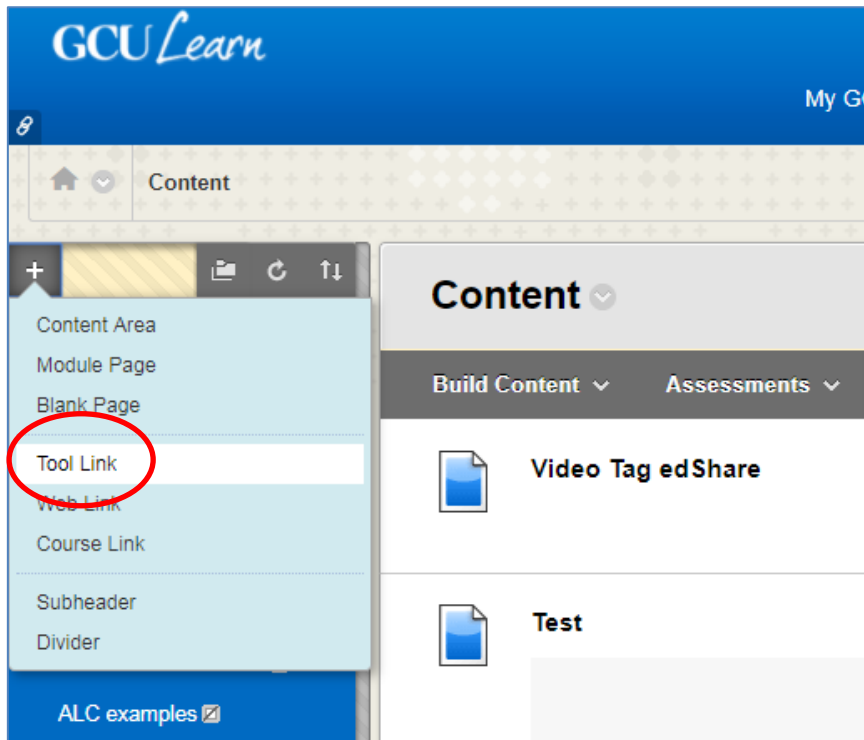 GCU Learn
My GC
Content
Content
Build Content
Assessments
Content Area
Module Page
Blank Page
Tool Link
Web Link
Course Link
Subheader
Divider
ALC examples
Video Tag edShare
Test